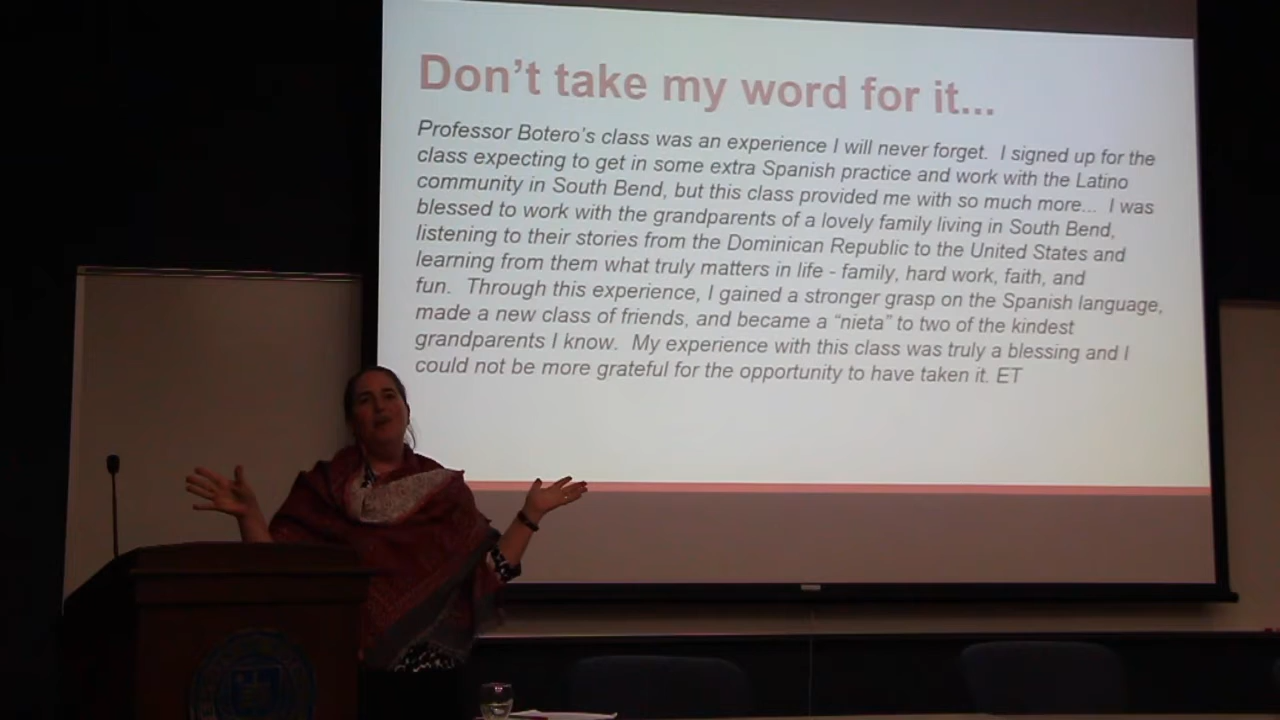 Don't take my word for it...
Professor Botero's class was an experience I will never forget.  I signed up for the
class expecting to get in some extra Spanish practice and work with the Latino
community in South Bend, but this class provided me with so much more...  I was
blessed to work with the grandparents of a lovely family living in South Bend,
listening to their stories from the Dominican Republic to the United States and
learning from them what truly matters in life - family, hard work, faith, and
fun.  Through this experience, I gained a stronger grasp on the Spanish language,
made a new class of friends, and became a “nieta” to two of the kindest
grandparents I know.  My experience with this class was truly a blessing and I
could not be more grateful for the opportunity to have taken it. ET